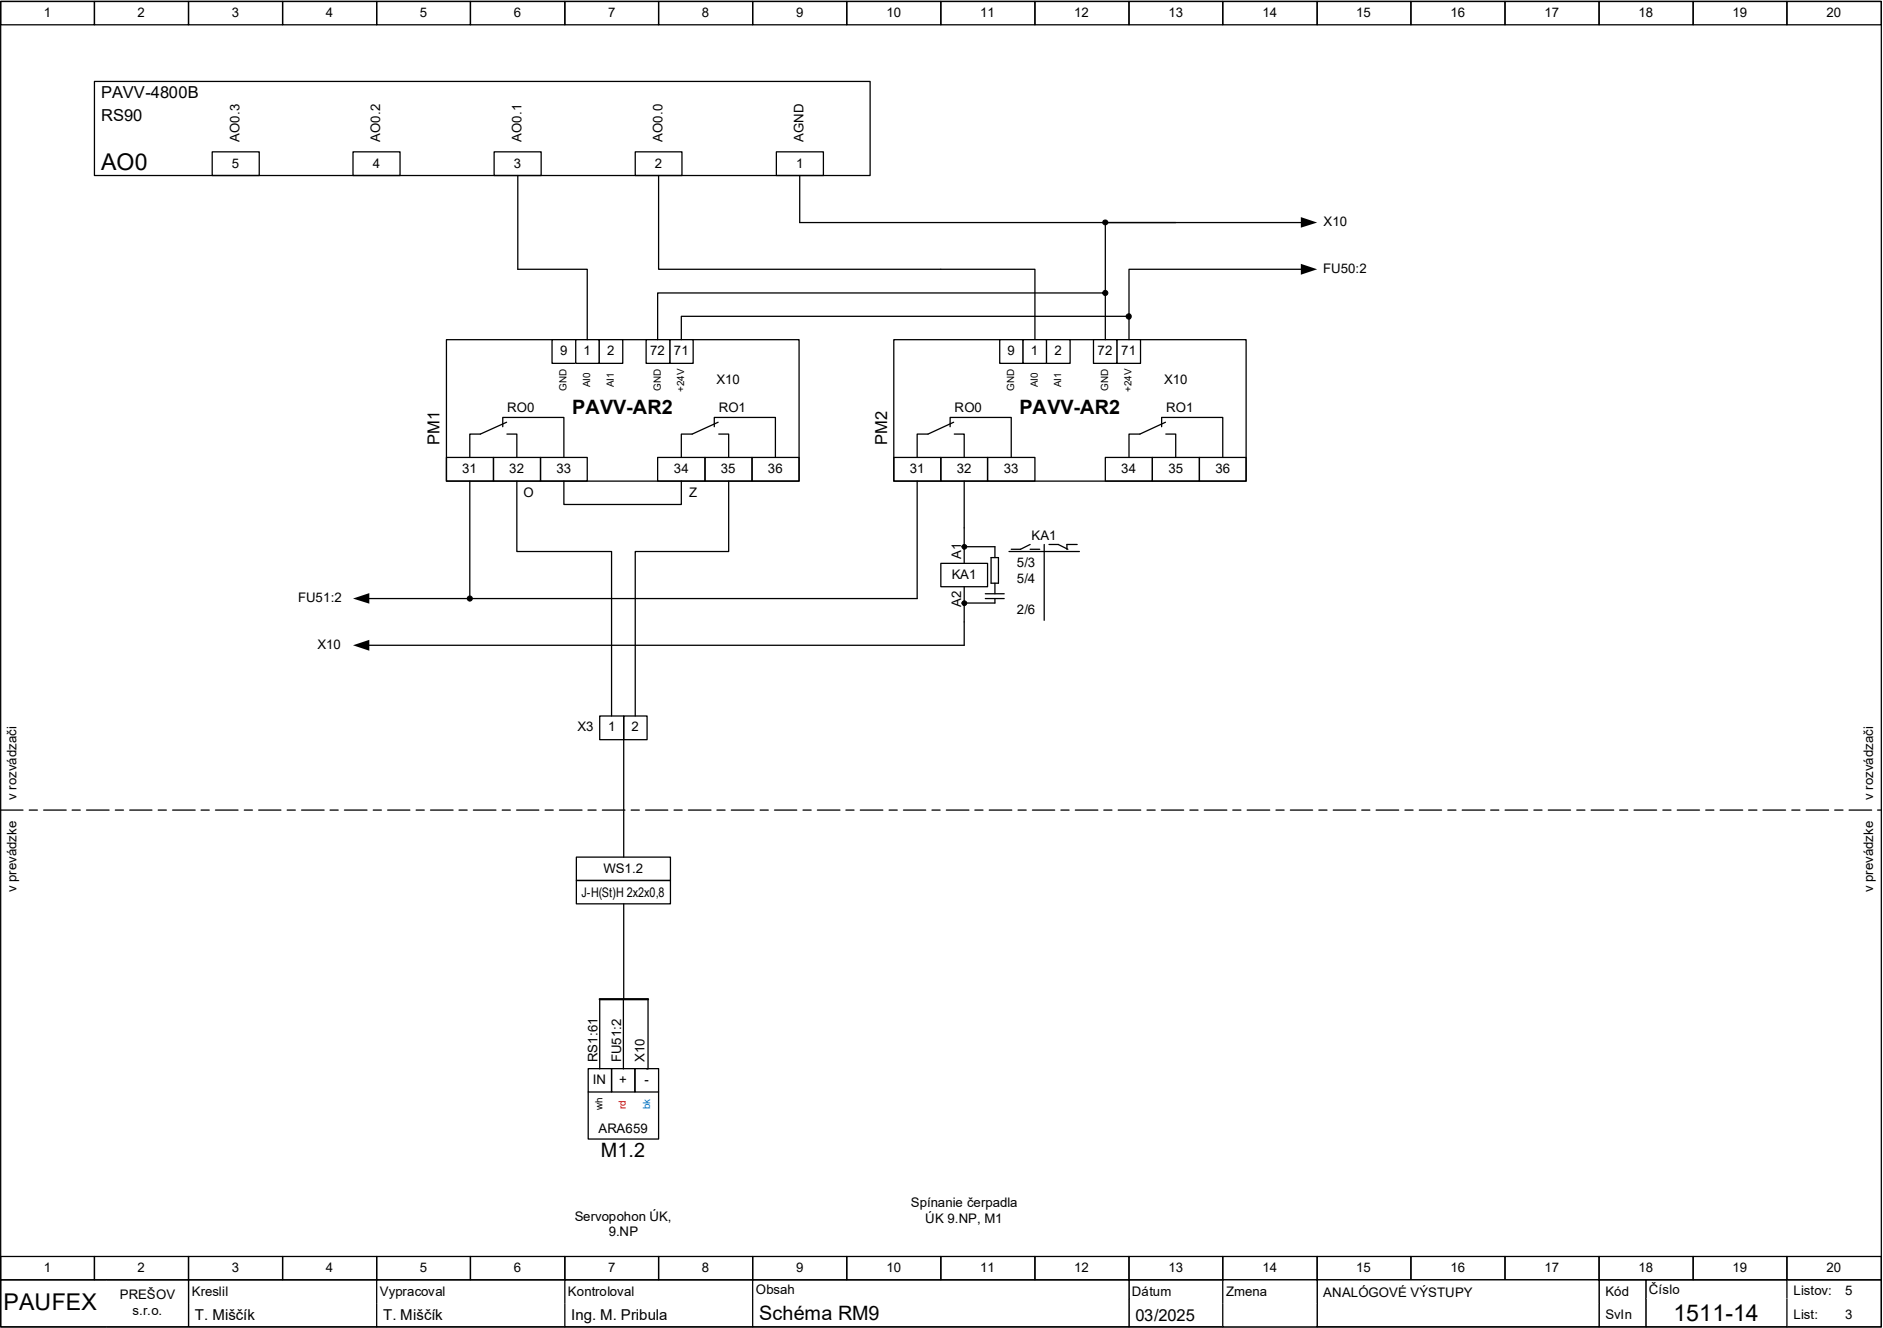 1 2 3 4 5 6 7 8 9 10 11 12 13 14 15 16 17 18 19 20
PAVV-4800B
RS90
AO0
AO0.3 AO0.2 AO0.1 AO0.0 AGND
5 4 3 2 1
X10
FU50:2
9 1 2 72 71
GND AI0 AI1 GND +24V
X10
PAVV-AR2
PM1
RO0 RO1
31 32 33 34 35 36
O Z
9 1 2 72 71
GND AI0 AI1 GND +24V
X10
PAVV-AR2
PM2
RO0 RO1
31 32 33 34 35 36
A1
KA1
A2
KA1
5/3
5/4
2/6
FU51:2
X10
X3 1 2
v rozvádzači
v rozvádzači
v prevádzke
v prevádzke
WS1.2
J-H(St)H 2x2x0,8
RS1:61 FU51:2 X10
IN + -
wh rd bk
ARA659
M1.2
Servopohon ÚK,
9.NP
Spínanie čerpadla
ÚK 9.NP, M1
1 2 3 4 5 6 7 8 9 10 11 12 13 14 15 16 17 18 19 20
PAUFEX PREŠOV
s.r.o.
Kreslil
T. Miščík
Vypracoval
T. Miščík
Kontroloval
Ing. M. Pribula
Obsah
Schéma RM9
Dátum
03/2025
Zmena
ANALÓGOVÉ VÝSTUPY
Kód
Svln
Číslo
1511-14
Listov: 5
List: 3